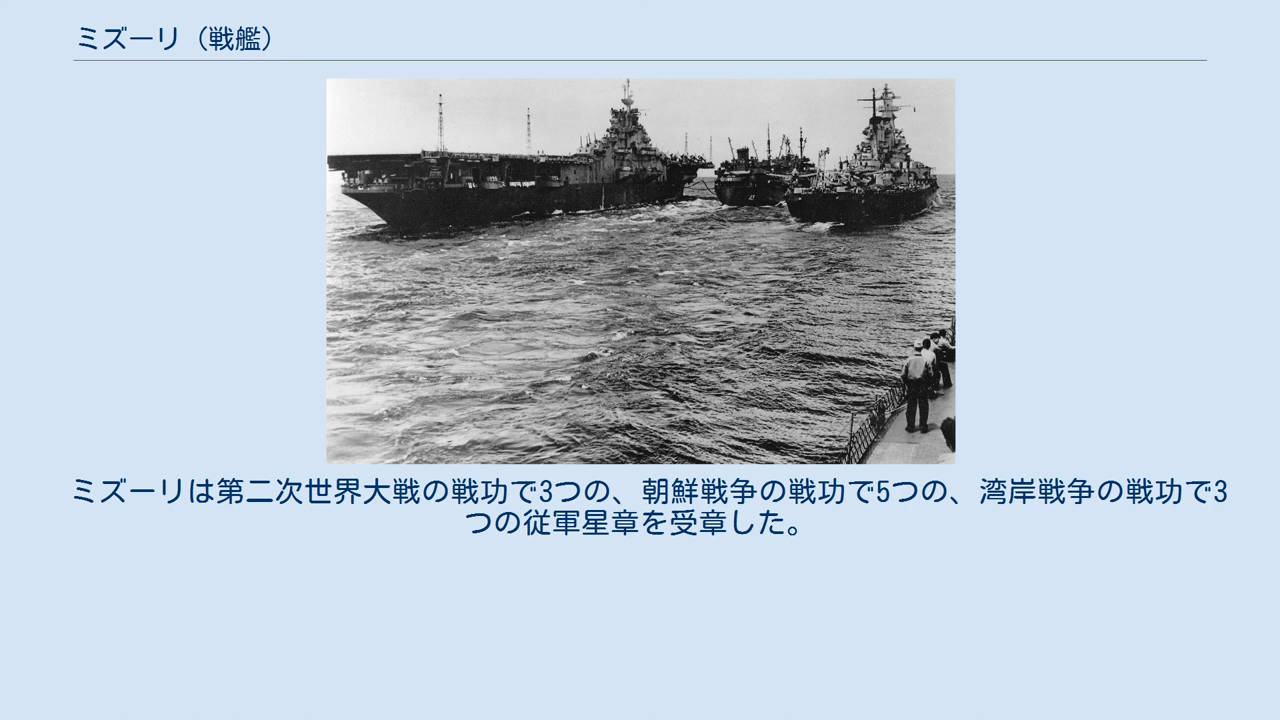 ミズーリ（戦艦）
ミズーリは第二次世界大戦の戦功で3つの、朝鮮戦争の戦功で5つの、湾岸戦争の戦功で3
つの従軍星章を受章した。